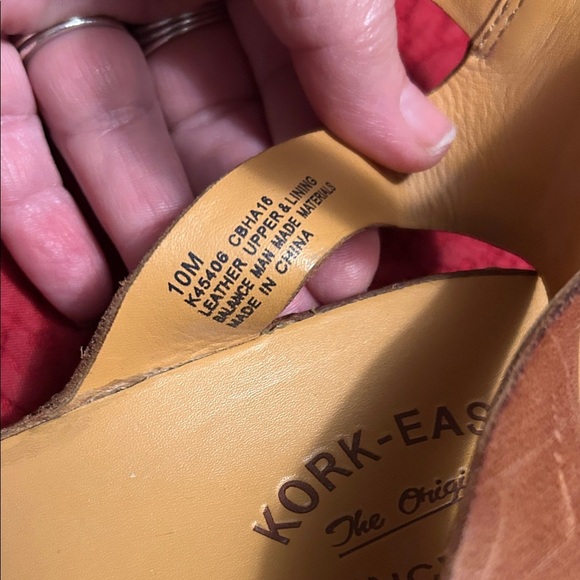 10M
K45406 CBHA16
LEATHER UPPER & LINING
BALANCE MAN MADE MATERIALS
MADE IN CHINA
KORK-EAS
The Origi